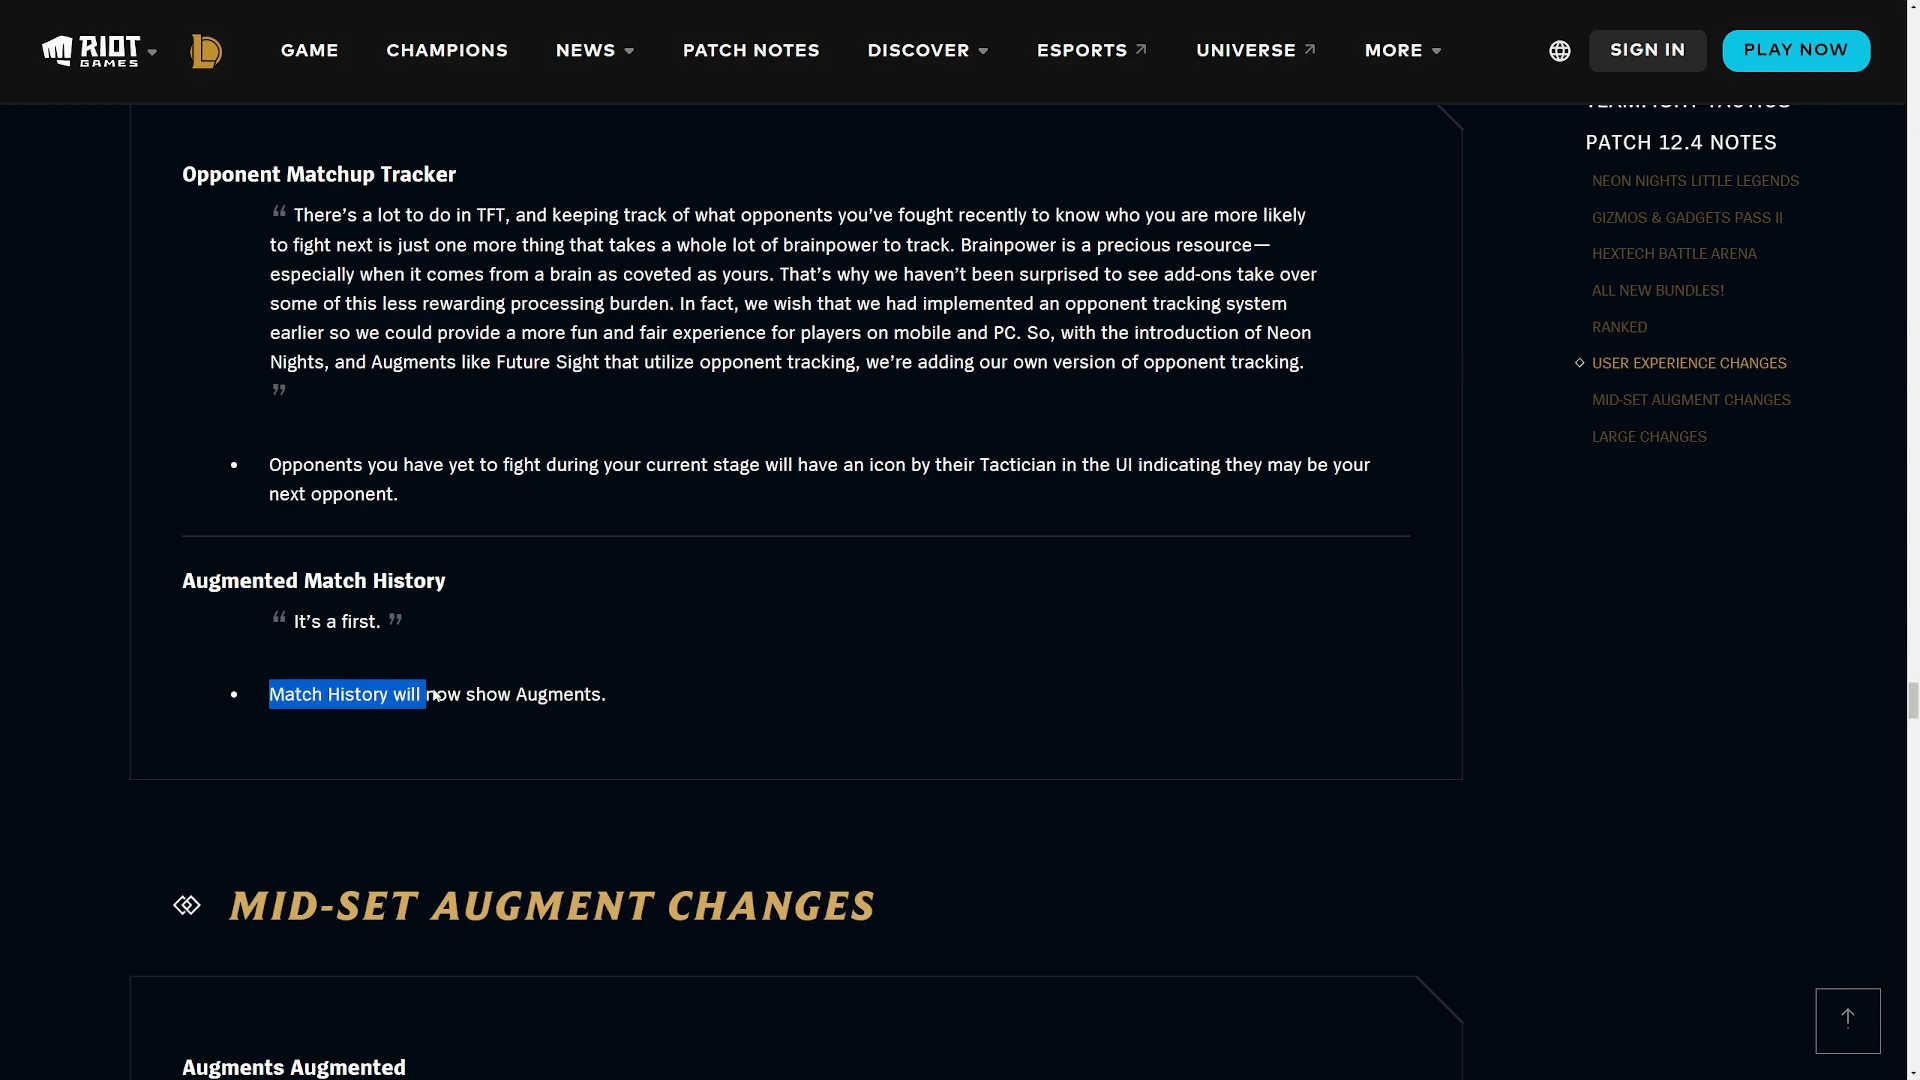 RIOT GAMES
GAME
CHAMPIONS
NEWS
PATCH NOTES
DISCOVER
ESPORTS
UNIVERSE
MORE
SIGN IN
PLAY NOW
Opponent Matchup Tracker
“ There’s a lot to do in TFT, and keeping track of what opponents you’ve fought recently to know who you are more likely
to fight next is just one more thing that takes a whole lot of brainpower to track. Brainpower is a precious resource—
especially when it comes from a brain as coveted as yours. That’s why we haven’t been surprised to see add-ons take over
some of this less rewarding processing burden. In fact, we wish that we had implemented an opponent tracking system
earlier so we could provide a more fun and fair experience for players on mobile and PC. So, with the introduction of Neon
Nights, and Augments like Future Sight that utilize opponent tracking, we’re adding our own version of opponent tracking.
”
• Opponents you have yet to fight during your current stage will have an icon by their Tactician in the UI indicating they may be your
next opponent.
Augmented Match History
“ It’s a first. ”
• Match History will now show Augments.
MID-SET AUGMENT CHANGES
Augments Augmented
TEAMFIGHT TACTICS
PATCH 12.4 NOTES
NEON NIGHTS LITTLE LEGENDS
GIZMOS & GADGETS PASS II
HEXTECH BATTLE ARENA
ALL NEW BUNDLES!
RANKED
USER EXPERIENCE CHANGES
MID-SET AUGMENT CHANGES
LARGE CHANGES